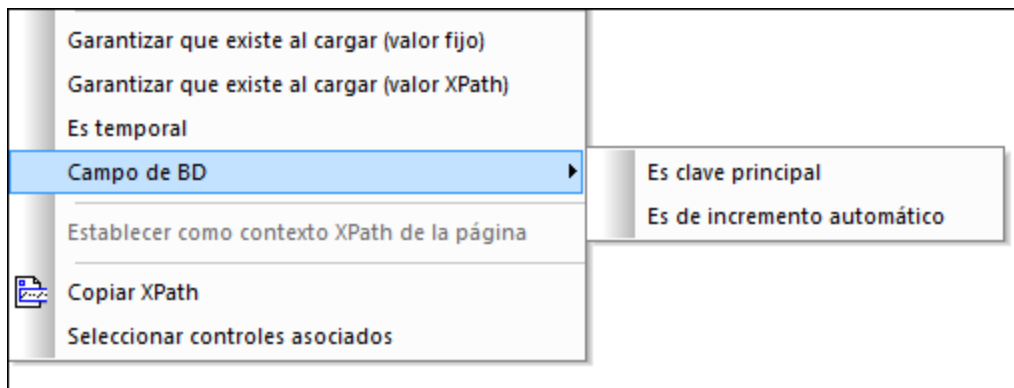 Garantizar que existe al cargar (valor fijo)
Garantizar que existe al cargar (valor XPath)
Es temporal
Campo de BD
Es clave principal
Es de incremento automático
Establecer como contexto XPath de la página
Copiar XPath
Seleccionar controles asociados